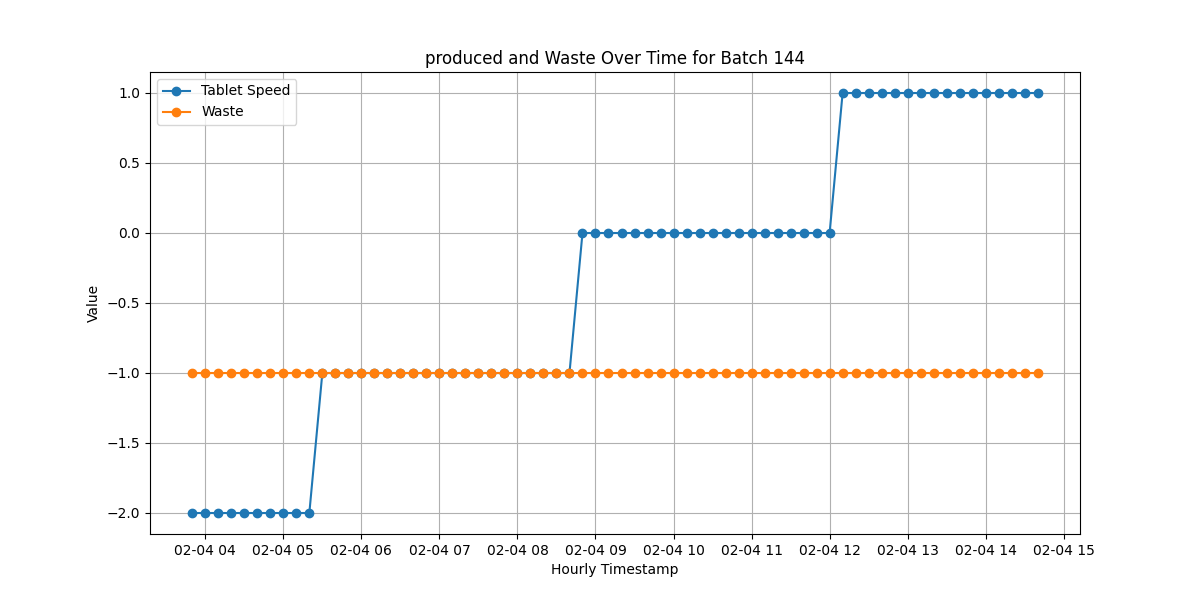 produced and Waste Over Time for Batch 144
Tablet Speed
Waste
1.0
0.5
0.0
−0.5
−1.0
−1.5
−2.0
Value
02-04 04 02-04 05 02-04 06 02-04 07 02-04 08 02-04 09 02-04 10 02-04 11 02-04 12 02-04 13 02-04 14 02-04 15
Hourly Timestamp